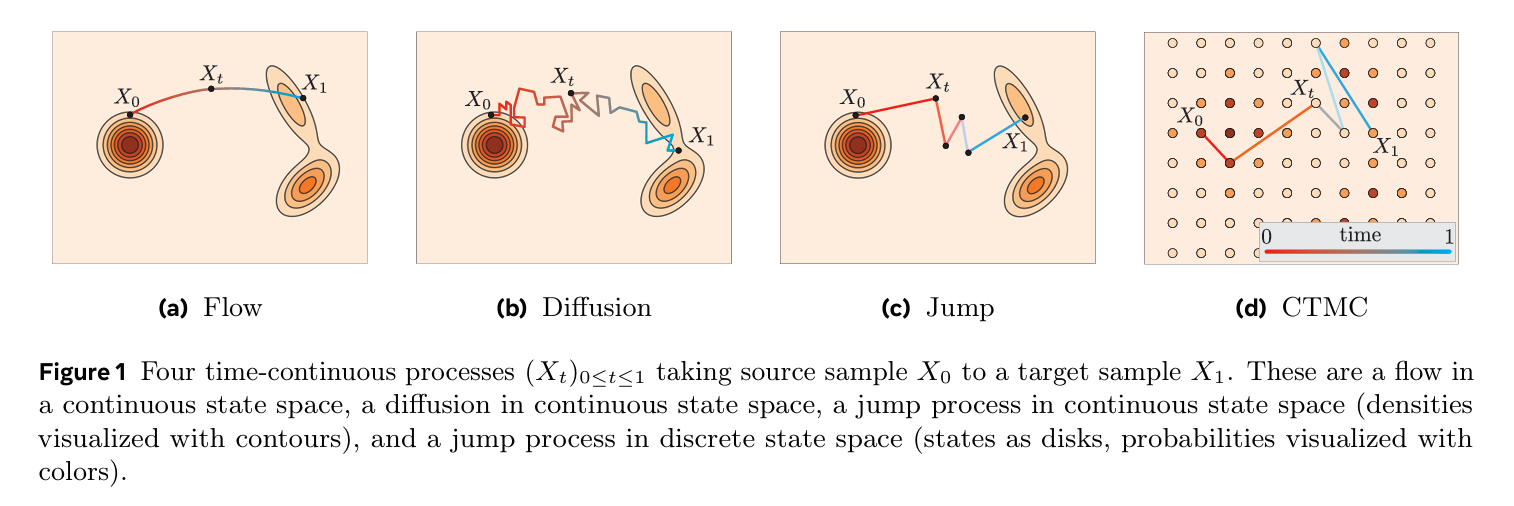 X_0 X_t X_1
X_0 X_t X_1
X_0 X_t X_1
X_0 X_t X_1
0 time 1
(a) Flow
(b) Diffusion
(c) Jump
(d) CTMC
Figure 1 Four time-continuous processes (X_t)_{0≤t≤1} taking source sample X_0 to a target sample X_1. These are a flow in
a continuous state space, a diffusion in continuous state space, a jump process in continuous state space (densities
visualized with contours), and a jump process in discrete state space (states as disks, probabilities visualized with
colors).